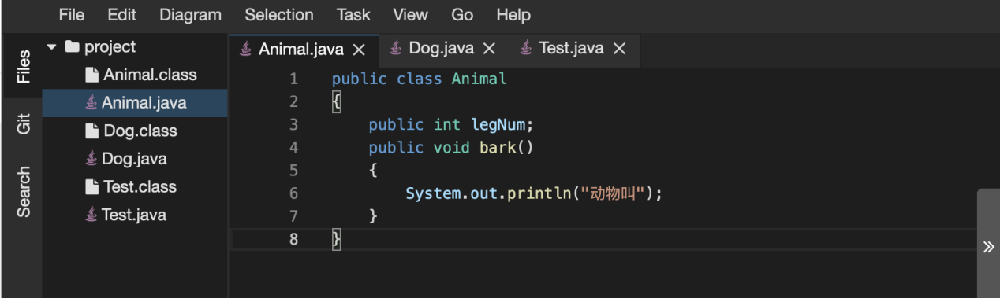 File Edit Diagram Selection Task View Go Help
Files
Git
Search
project
Animal.class
Animal.java
Dog.class
Dog.java
Test.class
Test.java
Animal.java Dog.java Test.java
1 public class Animal
2 {
3 public int legNum;
4 public void bark()
5 {
6 System.out.println("动物叫");
7 }
8 }